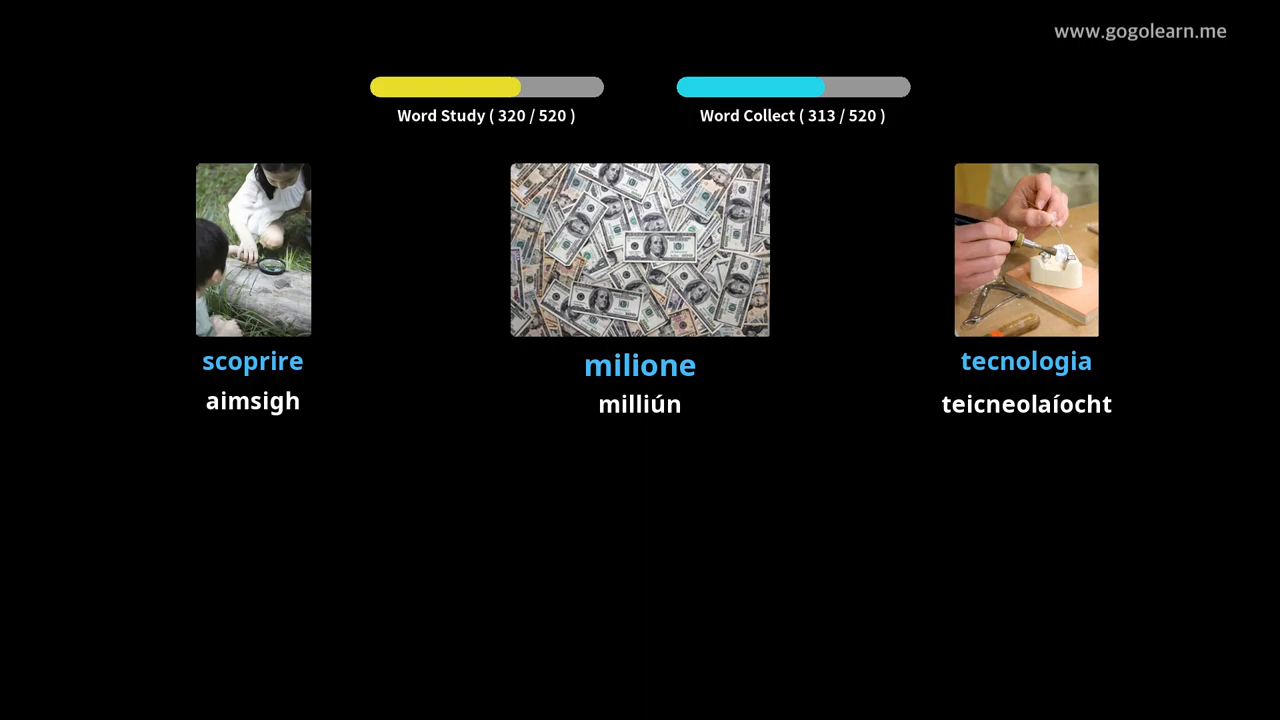 www.gogolearn.me
Word Study ( 320 / 520 )
Word Collect ( 313 / 520 )
scoprire
aimsigh
milione
milliún
tecnologia
teicneolaíocht